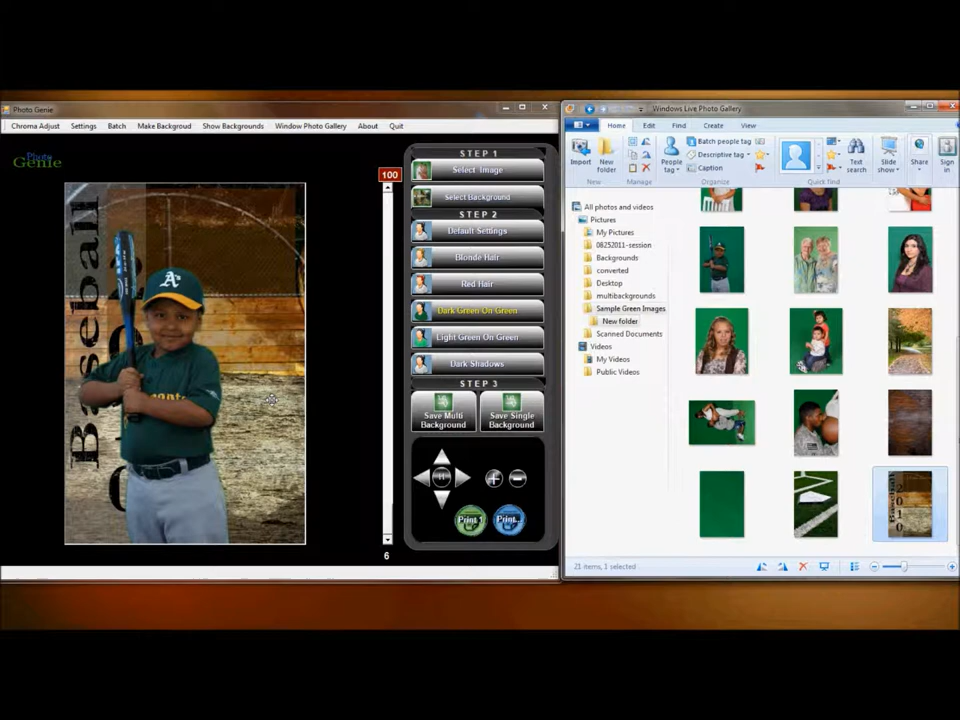 Photo Genie
Chroma Adjust Settings Batch Make Backgroud Show Backgrounds Window Photo Gallery About Quit
Photo
Genie
100
Baseball
A's
STEP 1
Select Image
Select Background
STEP 2
Default Settings
Blonde Hair
Red Hair
Dark Green On Green
Light Green On Green
Dark Shadows
STEP 3
Save Multi
Background
Save Single
Background
Print 1
Print...
6
Windows Live Photo Gallery
Home Edit Find Create View
Import
New
folder
People
tag
Batch people tag
Descriptive tag
Caption
Text
search
Slide
show
Share
Sign
in
New Manage Organize Quick find
All photos and videos
Pictures
My Pictures
08252011-session
Backgrounds
converted
Desktop
multibackgrounds
Sample Green Images
New folder
Scanned Documents
Videos
My Videos
Public Videos
Baseball
2010
21 items, 1 selected